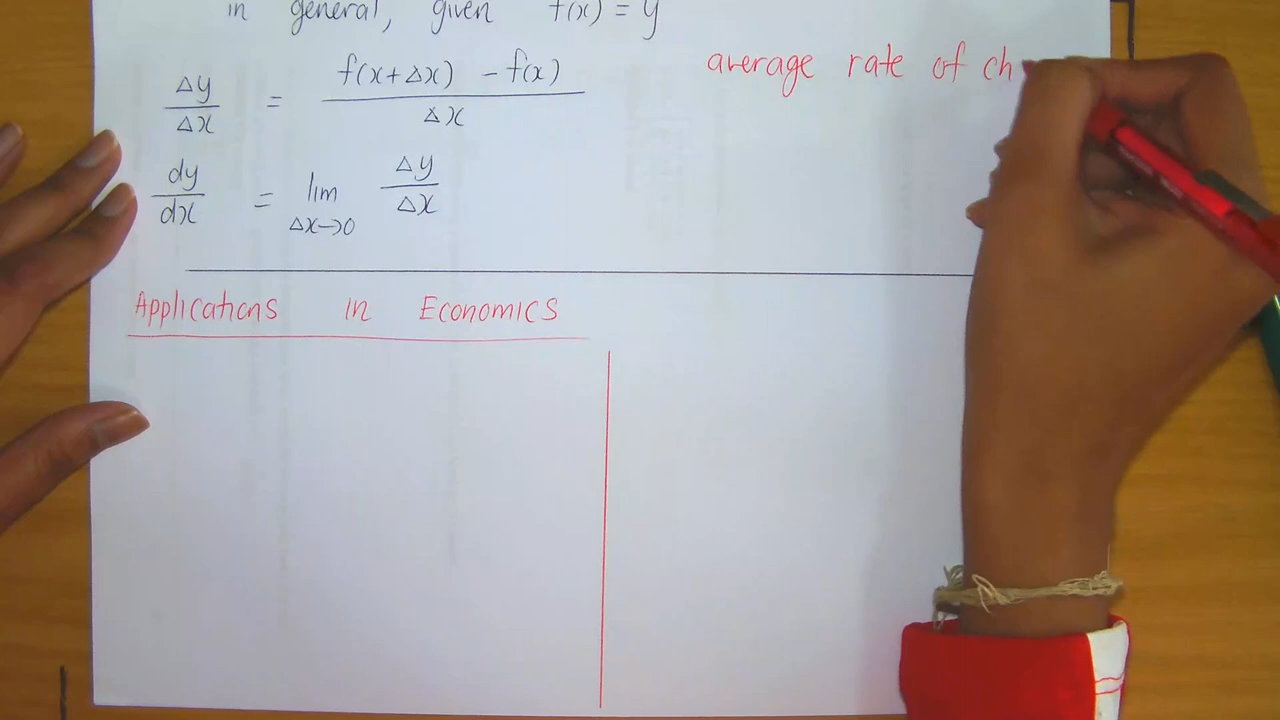 in general, given f(x) = y
Δy/Δx = f(x+Δx) - f(x)/Δx
average rate of ch
dy/dx = lim Δx→0 Δy/Δx
Applications in Economics